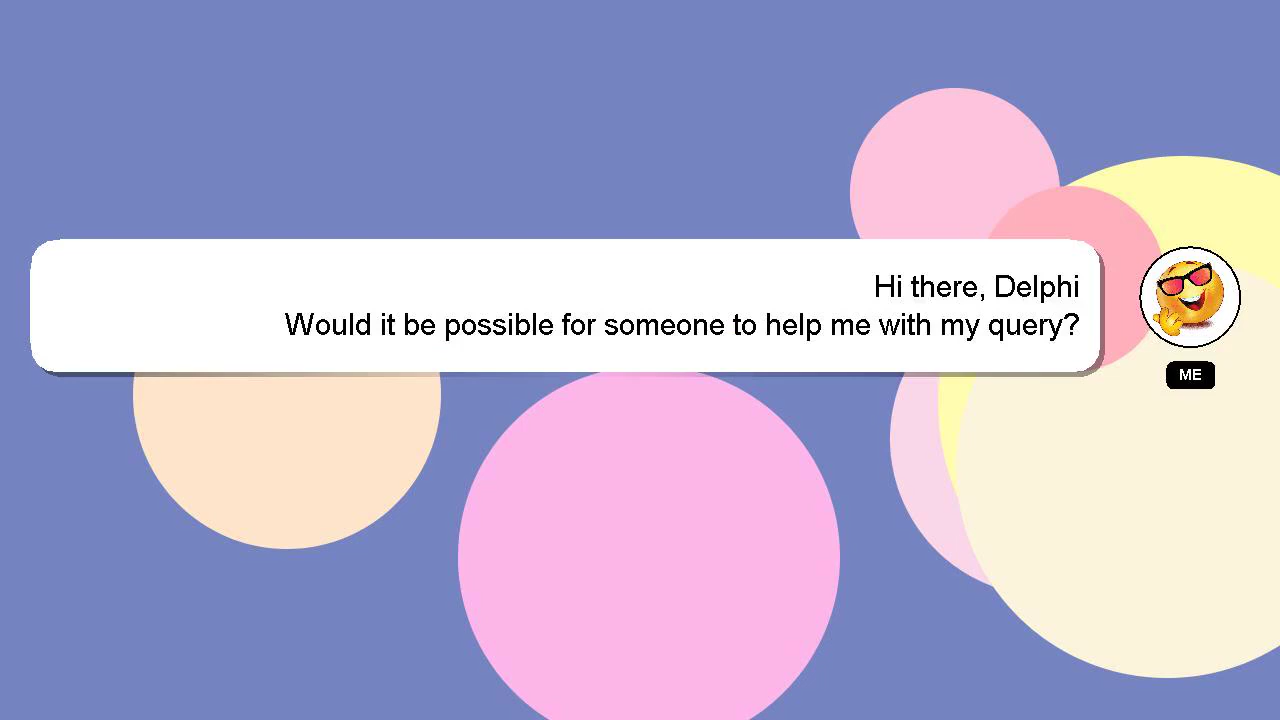 Hi there, Delphi
Would it be possible for someone to help me with my query?
ME